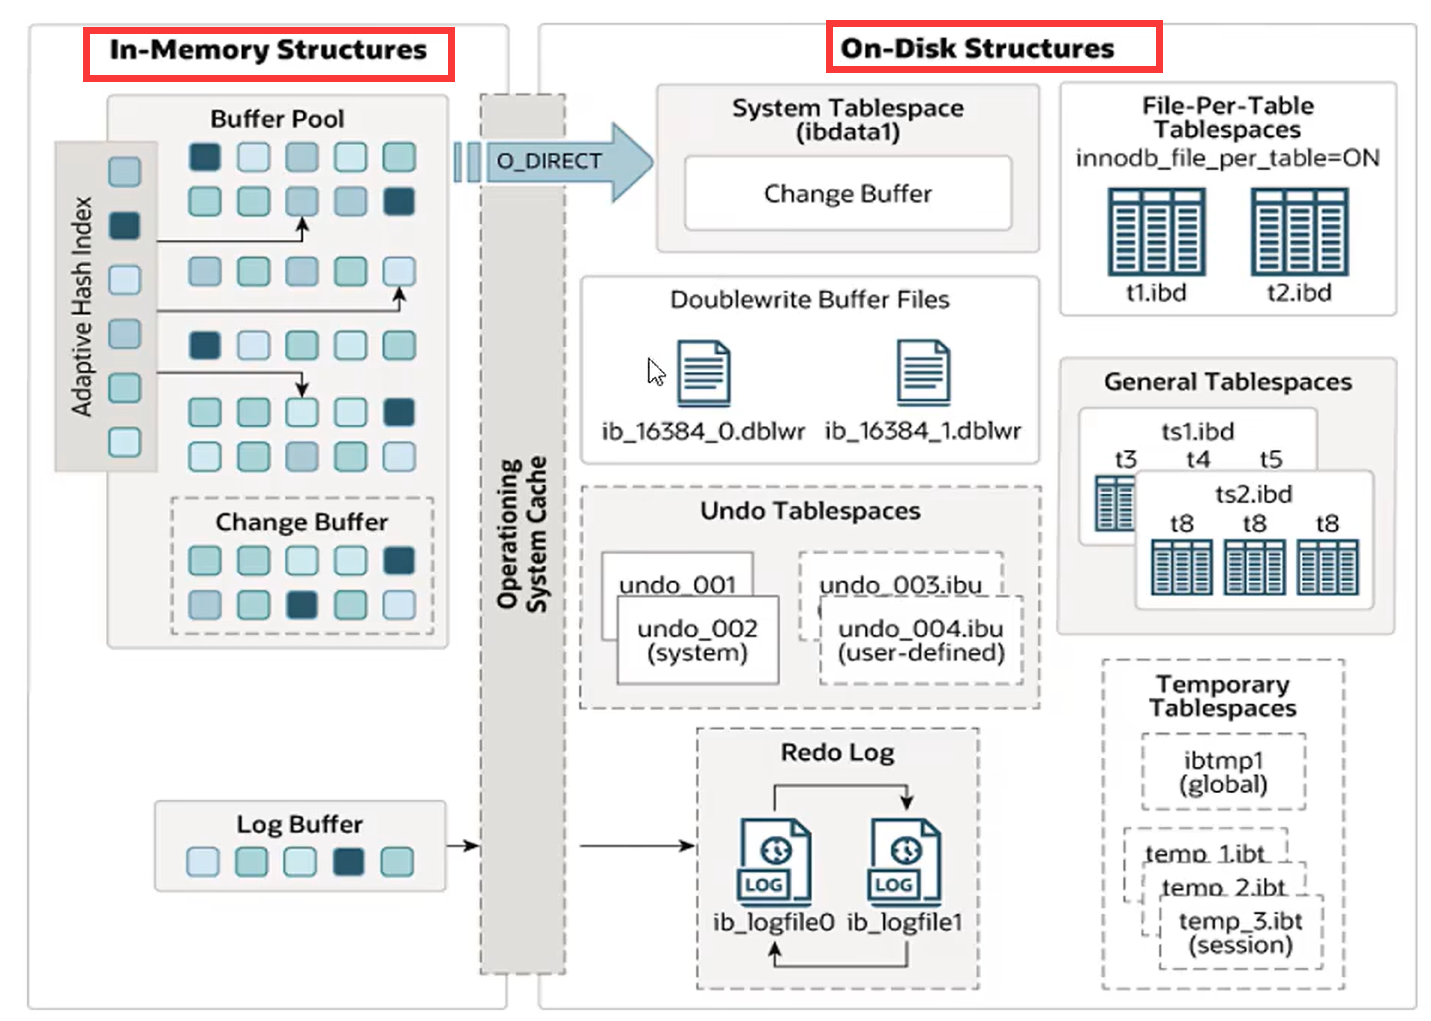 In-Memory Structures
Buffer Pool
Adaptive Hash Index
Change Buffer
Log Buffer
Operationing
System Cache
O_DIRECT
On-Disk Structures
System Tablespace
(ibdata1)
Change Buffer
File-Per-Table
Tablespaces
innodb_file_per_table=ON
t1.ibd
t2.ibd
Doublewrite Buffer Files
ib_16384_0.dblwr
ib_16384_1.dblwr
General Tablespaces
ts1.ibd
t3 t4 t5
ts2.ibd
t8 t8 t8
Undo Tablespaces
undo_001
undo_002
(system)
undo_003.ibu
undo_004.ibu
(user-defined)
Temporary
Tablespaces
ibtmp1
(global)
temp_1.ibt
temp_2.ibt
temp_3.ibt
(session)
Redo Log
LOG
LOG
ib_logfile0
ib_logfile1